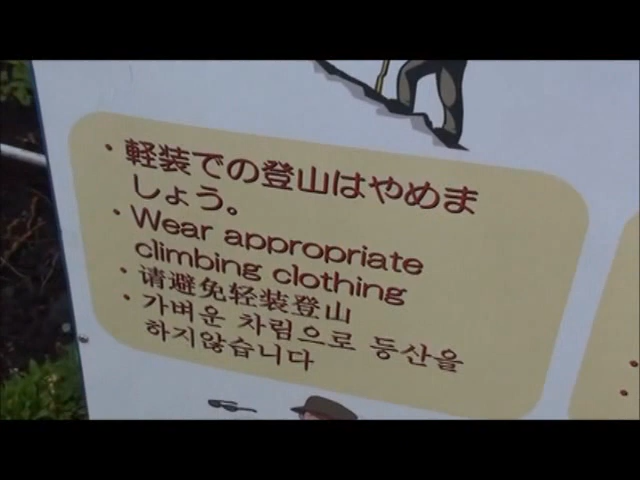 ・軽装での登山はやめま
しょう。
・Wear appropriate
climbing clothing
・请避免轻装登山
・가벼운 차림으로 등산을
하지않습니다